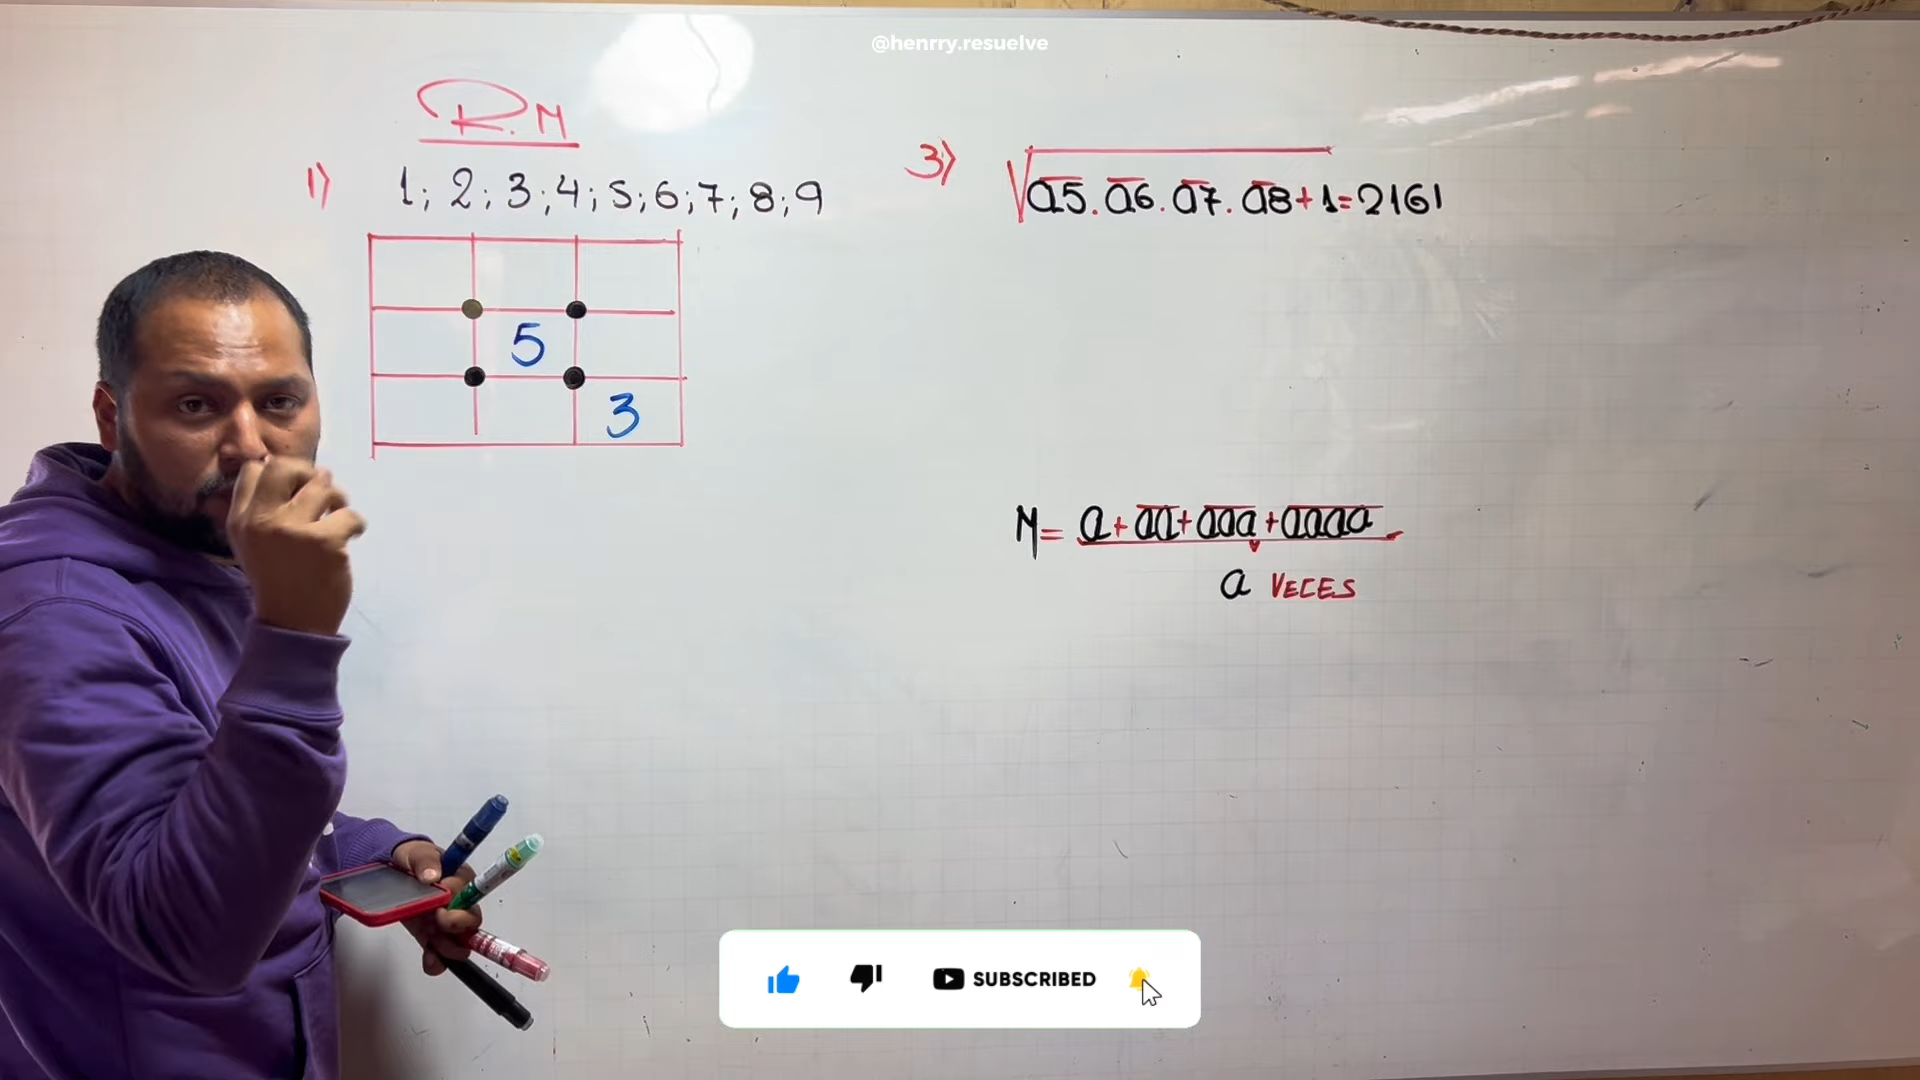 @henrry.resuelve
R.M
1) 1; 2; 3; 4; 5; 6; 7; 8; 9
5
3
3) √a5.a6.a7.a8+1=2161
M= a+aa+aaa+aaaa
a VECES
SUBSCRIBED